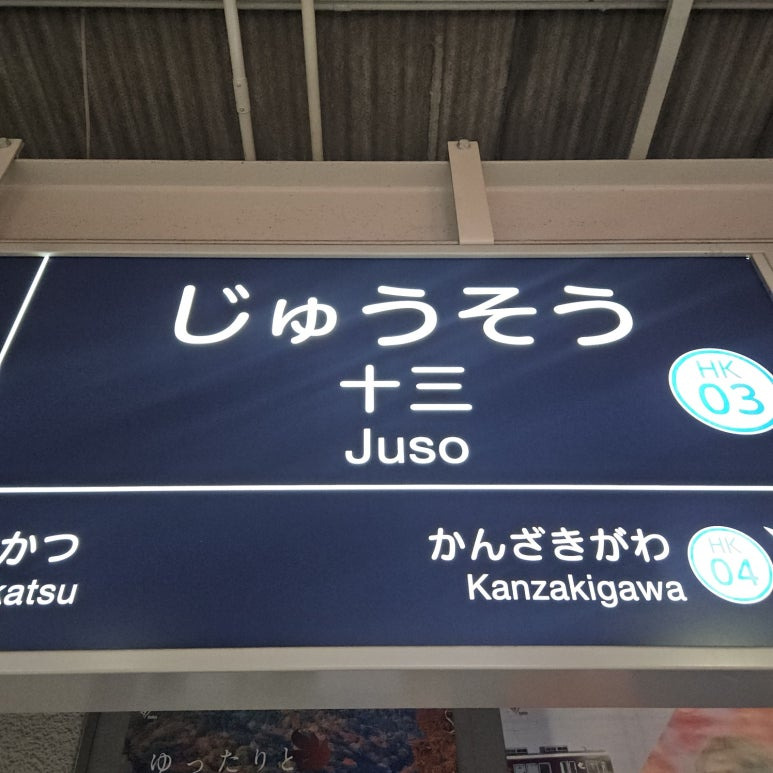 じゅうそう
十三
Juso
HK
03
かつ
katsu
かんざきがわ
Kanzakigawa
HK
04
ゆったりと